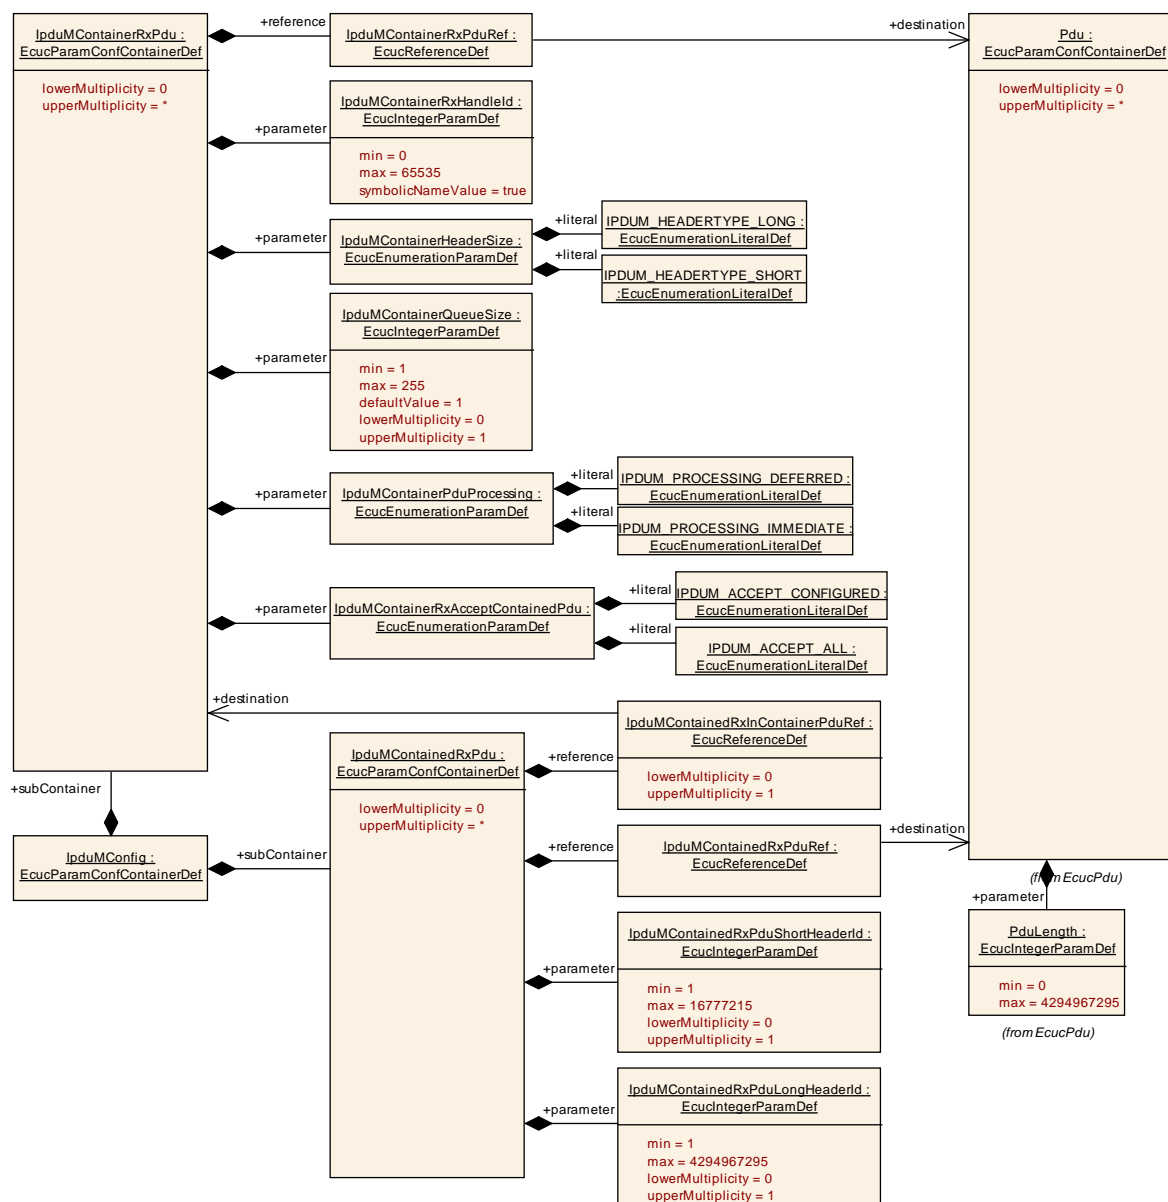 +reference
+destination
IpduMContainerRxPdu :
EcucParamConfContainerDef
lowerMultiplicity = 0
upperMultiplicity = *
IpduMContainerRxPduRef :
EcucReferenceDef
Pdu :
EcucParamConfContainerDef
lowerMultiplicity = 0
upperMultiplicity = *
+parameter
IpduMContainerRxHandleId :
EcucIntegerParamDef
min = 0
max = 65535
symbolicNameValue = true
+parameter
IpduMContainerHeaderSize :
EcucEnumerationParamDef
+literal
IPDUM_HEADERTYPE_LONG :
EcucEnumerationLiteralDef
+literal
IPDUM_HEADERTYPE_SHORT
:EcucEnumerationLiteralDef
+parameter
IpduMContainerQueueSize :
EcucIntegerParamDef
min = 1
max = 255
defaultValue = 1
lowerMultiplicity = 0
upperMultiplicity = 1
+parameter
IpduMContainerPduProcessing :
EcucEnumerationParamDef
+literal
IPDUM_PROCESSING_DEFERRED :
EcucEnumerationLiteralDef
+literal
IPDUM_PROCESSING_IMMEDIATE :
EcucEnumerationLiteralDef
+parameter
IpduMContainerRxAcceptContainedPdu :
EcucEnumerationParamDef
+literal
IPDUM_ACCEPT_CONFIGURED :
EcucEnumerationLiteralDef
+literal
IPDUM_ACCEPT_ALL :
EcucEnumerationLiteralDef
+destination
IpduMContainedRxInContainerPduRef :
EcucReferenceDef
lowerMultiplicity = 0
upperMultiplicity = 1
+reference
IpduMContainedRxPdu :
EcucParamConfContainerDef
lowerMultiplicity = 0
upperMultiplicity = *
+subContainer
IpduMConfig :
EcucParamConfContainerDef
+subContainer
+reference
IpduMContainedRxPduRef :
EcucReferenceDef
+destination
(from EcucPdu)
+parameter
PduLength :
EcucIntegerParamDef
min = 0
max = 4294967295
(from EcucPdu)
+parameter
IpduMContainedRxPduShortHeaderId :
EcucIntegerParamDef
min = 1
max = 16777215
lowerMultiplicity = 0
upperMultiplicity = 1
+parameter
IpduMContainedRxPduLongHeaderId :
EcucIntegerParamDef
min = 1
max = 4294967295
lowerMultiplicity = 0
upperMultiplicity = 1